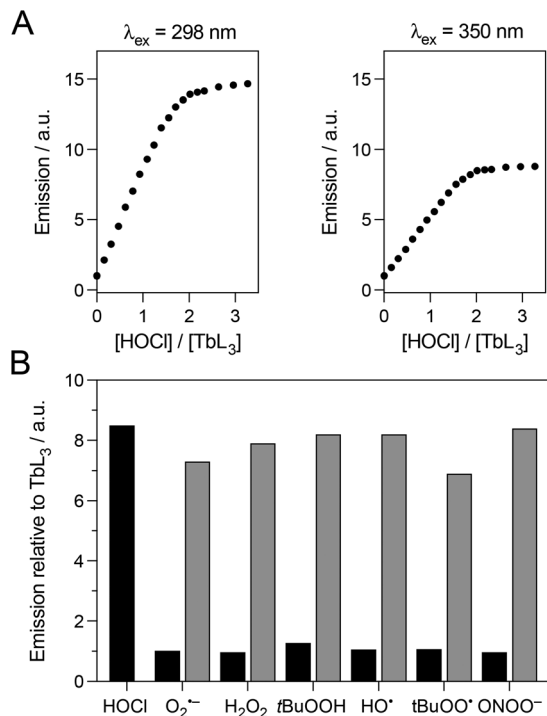 A
λex = 298 nm
λex = 350 nm
Emission / a.u.
15
10
5
0
0 1 2 3
[HOCl] / [TbL3]
Emission / a.u.
15
10
5
0
0 1 2 3
[HOCl] / [TbL3]
B
Emission relative to TbL3 / a.u.
10
8
6
4
2
0
HOCl O2•− H2O2 tBuOOH HO• tBuOO• ONOO−